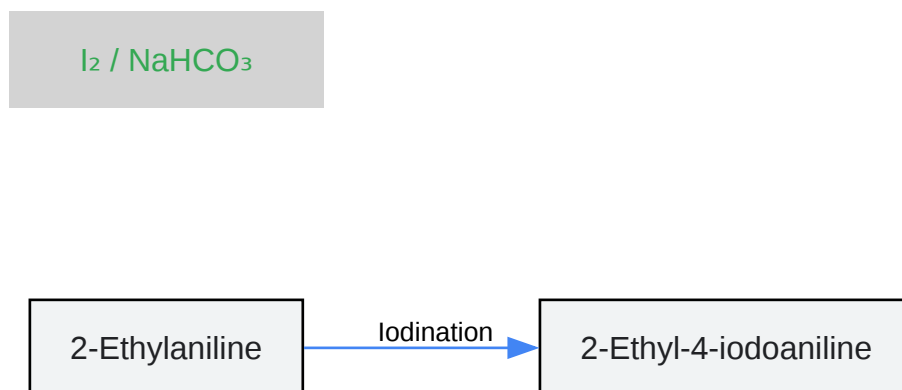 I₂ / NaHCO₃
Iodination
2-Ethylaniline
2-Ethyl-4-iodoaniline